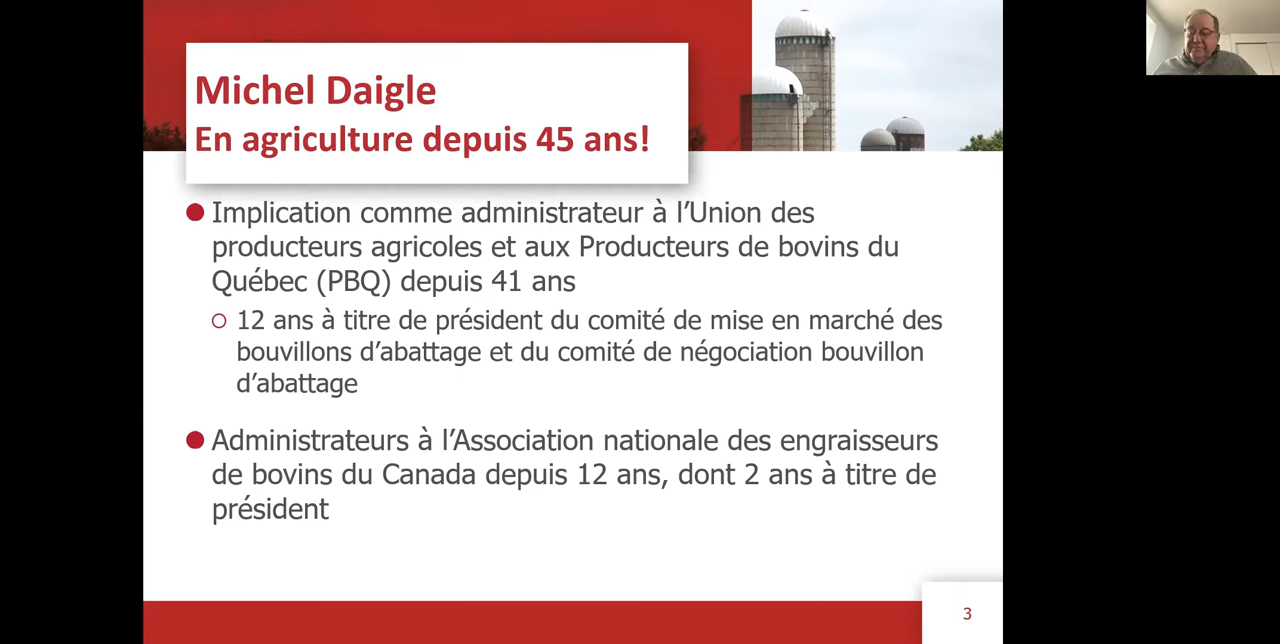 Michel Daigle
En agriculture depuis 45 ans!
Implication comme administrateur à l’Union des
producteurs agricoles et aux Producteurs de bovins du
Québec (PBQ) depuis 41 ans
12 ans à titre de président du comité de mise en marché des
bouvillons d’abattage et du comité de négociation bouvillon
d’abattage
Administrateurs à l’Association nationale des engraisseurs
de bovins du Canada depuis 12 ans, dont 2 ans à titre de
président
3